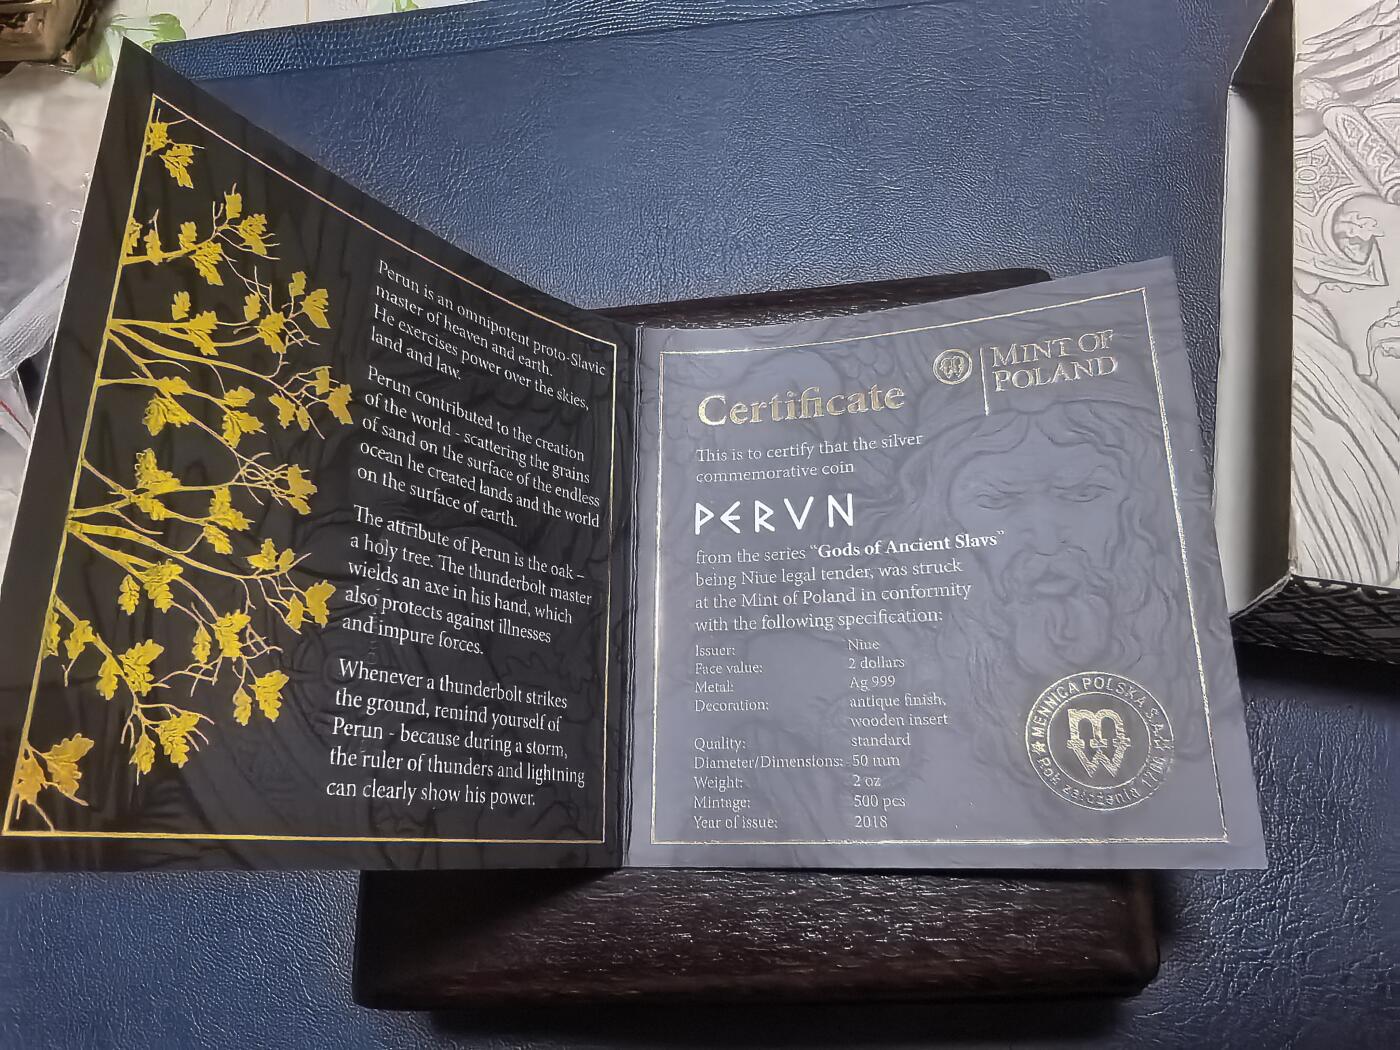 Perun is an omnipotent proto-Slavic
master of heaven and earth.
He exercises power over the skies,
land and law.
Perun contributed to the creation
of the world - scattering the grains
of sand on the surface of the endless
ocean he created lands and the world
on the surface of earth.
The attribute of Perun is the oak –
a holy tree. The thunderbolt master
wields an axe in his hand, which
also protects against illnesses
and impure forces.
Whenever a thunderbolt strikes
the ground, remind yourself of
Perun - because during a storm,
the ruler of thunders and lightning
can clearly show his power.
MINT OF
POLAND
Certificate
This is to certify that the silver
commemorative coin
PERVN
from the series “Gods of Ancient Slavs”
being Niue legal tender, was struck
at the Mint of Poland in conformity
with the following specification:
Issuer: Niue
Face value: 2 dollars
Metal: Ag 999
Decoration: antique finish,
wooden insert
Quality: standard
Diameter/Dimensions: 50 mm
Weight: 2 oz
Mintage: 500 pcs
Year of issue: 2018
MENNICA POLSKA S.A.
Rok założenia 1766